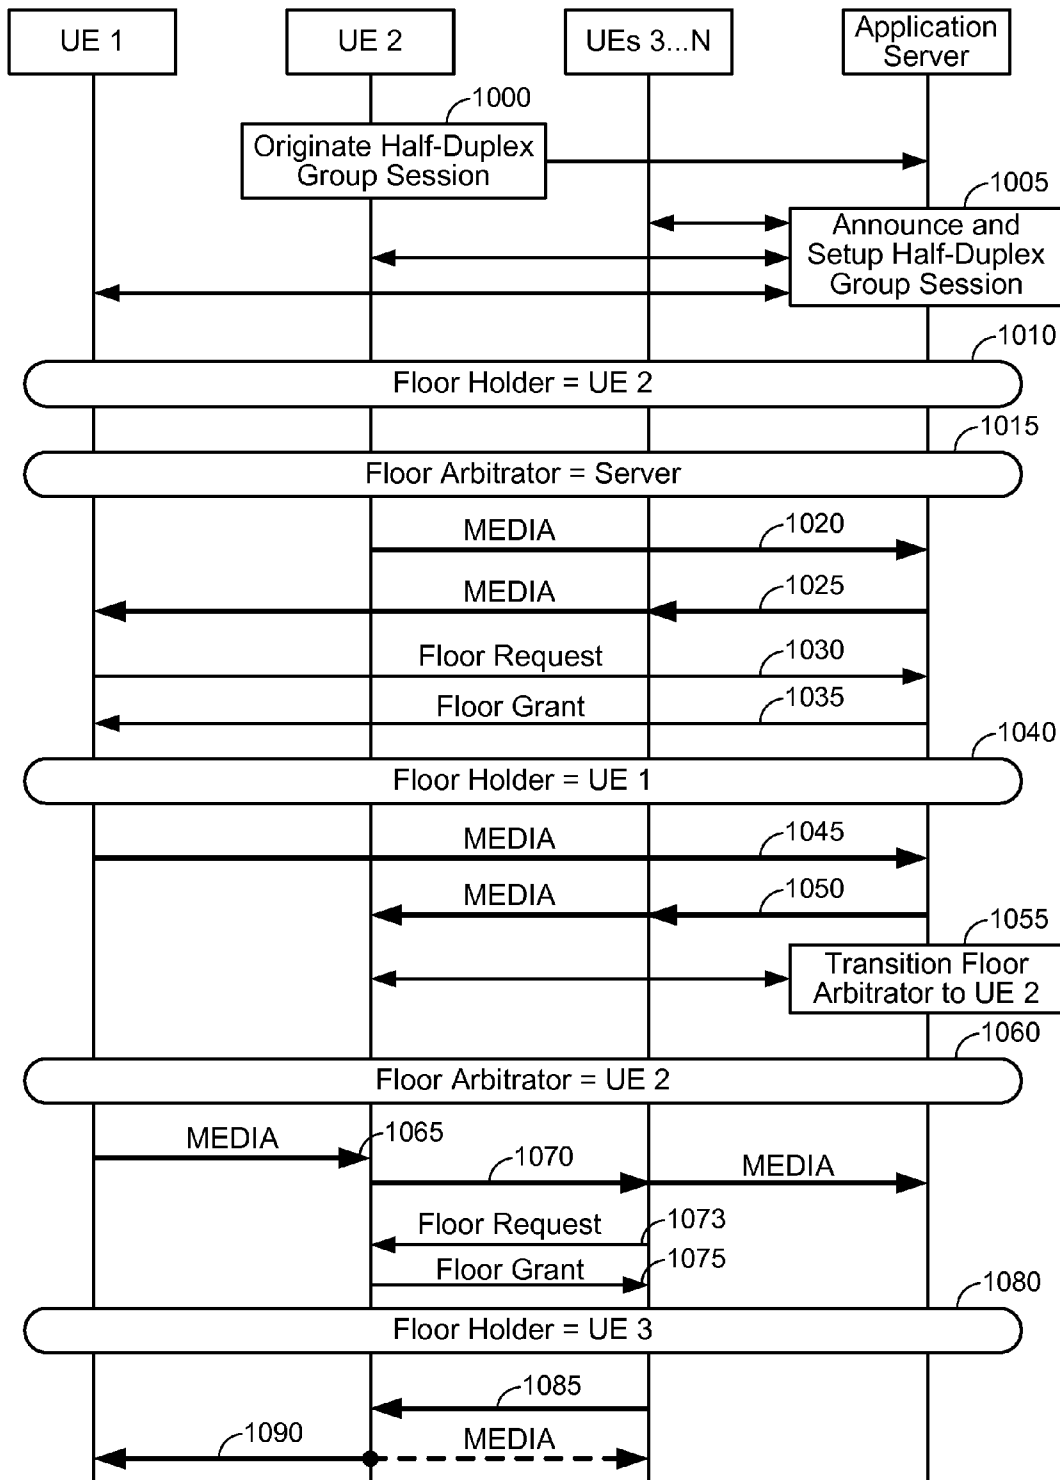 UE 1
UE 2
UEs 3...N
Application
Server
1000
Originate Half-Duplex
Group Session
1005
Announce and
Setup Half-Duplex
Group Session
1010
Floor Holder = UE 2
1015
Floor Arbitrator = Server
MEDIA
1020
MEDIA
1025
Floor Request
1030
Floor Grant
1035
1040
Floor Holder = UE 1
MEDIA
1045
MEDIA
1050
1055
Transition Floor
Arbitrator to UE 2
1060
Floor Arbitrator = UE 2
MEDIA
1065
1070
MEDIA
Floor Request
1073
Floor Grant
1075
1080
Floor Holder = UE 3
1085
1090
MEDIA